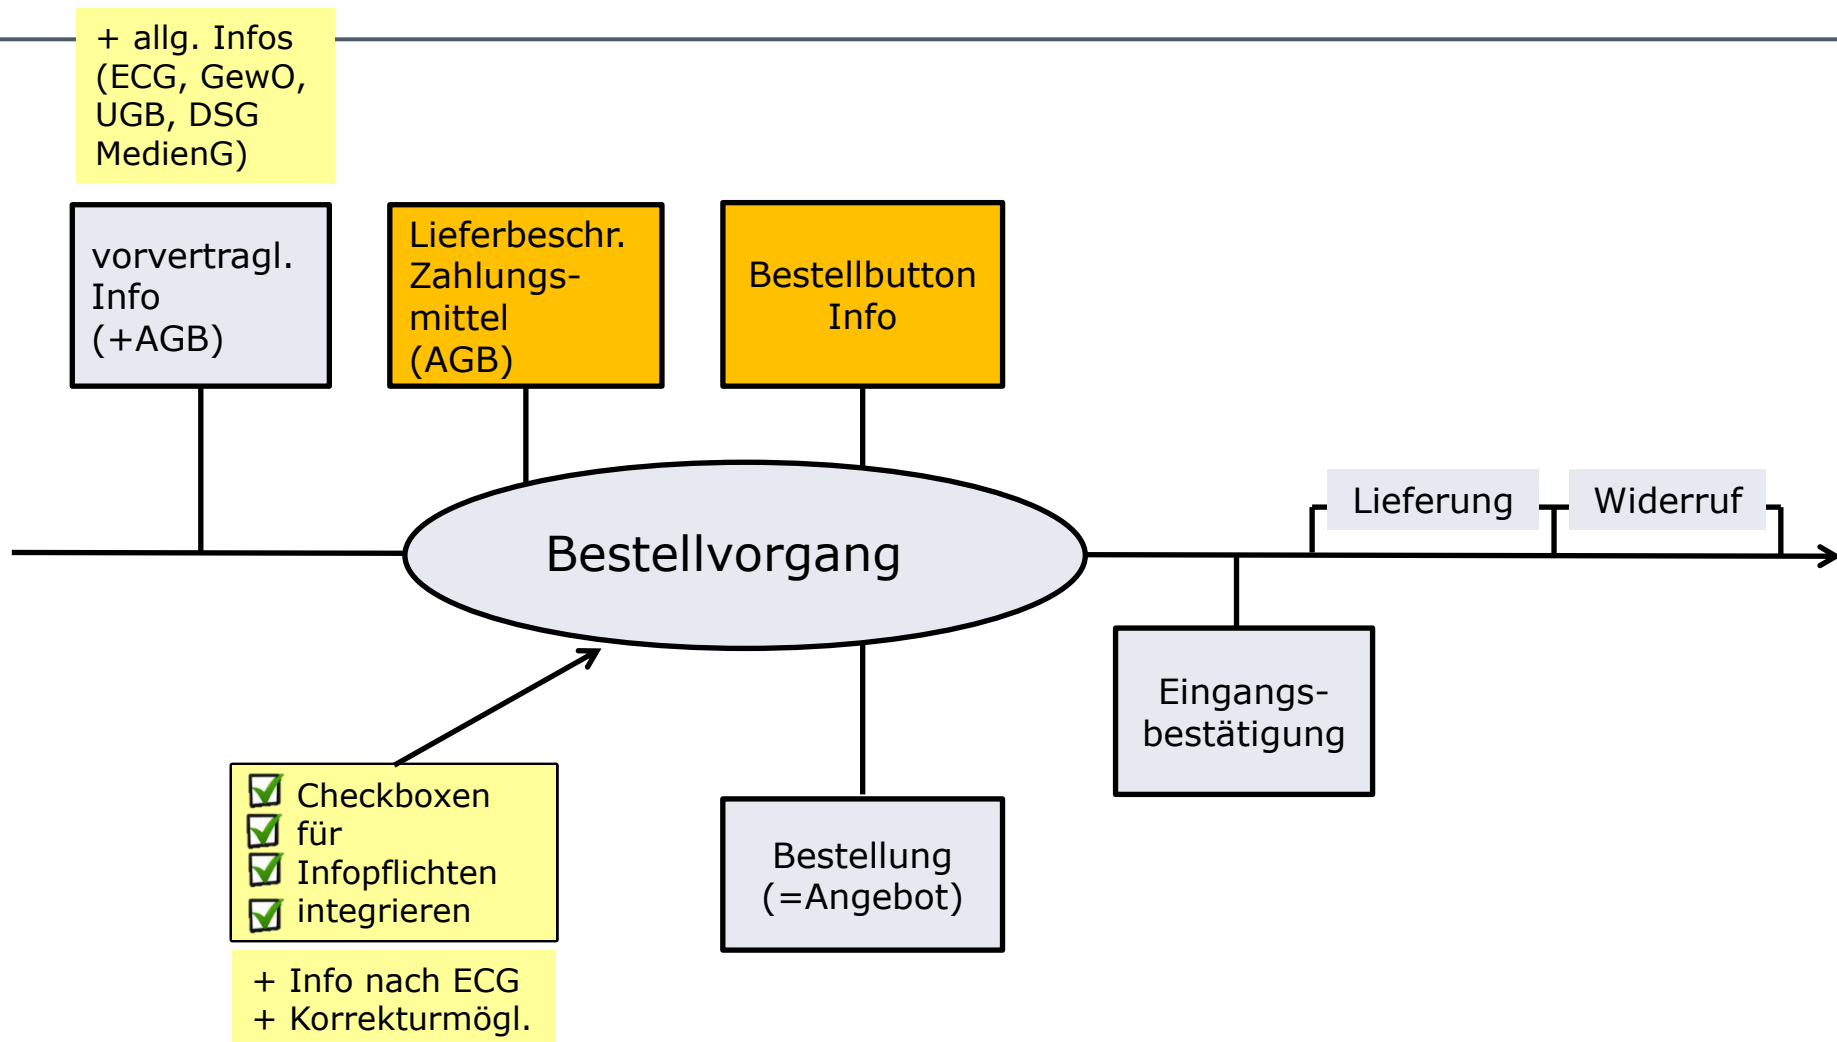 + allg. Infos
(ECG, GewO,
UGB, DSG
MedienG)
vorvertragl.
Info
(+AGB)
Lieferbeschr.
Zahlungs-
mittel
(AGB)
Bestellbutton
Info
Bestellvorgang
Lieferung
Widerruf
Eingangs-
bestätigung
Checkboxen
für
Infopflichten
integrieren
+ Info nach ECG
+ Korrekturmögl.
Bestellung
(=Angebot)